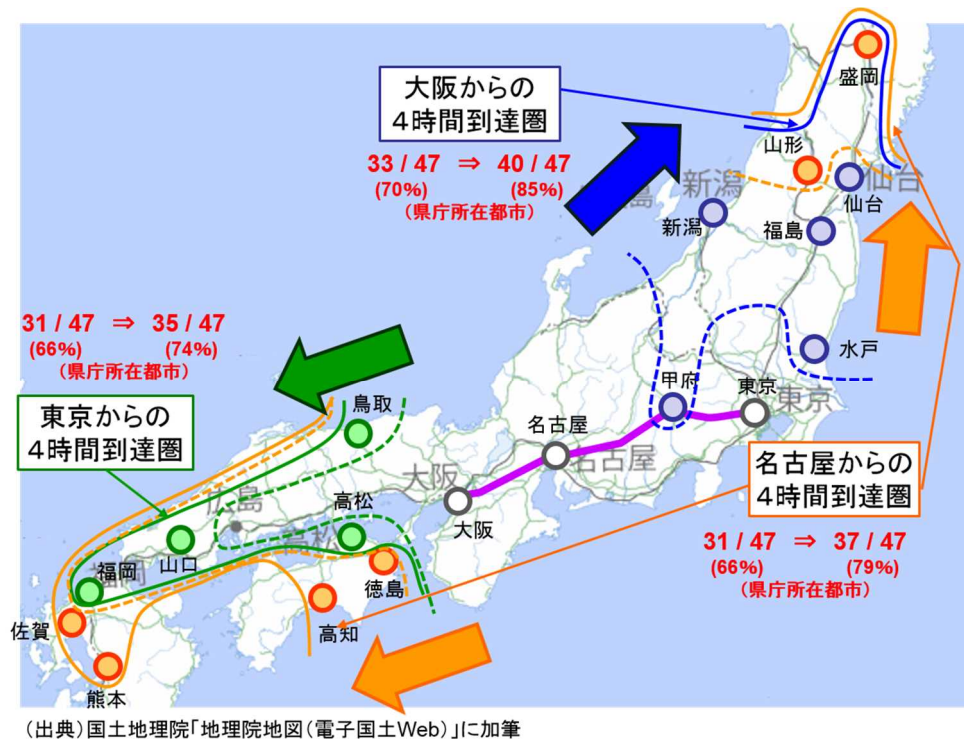 盛岡
大阪からの
4時間到達圏
33 / 47 ⇒ 40 / 47
(70%) (85%)
(県庁所在都市)
山形
新潟
仙台
仙台
新潟
福島
31 / 47 ⇒ 35 / 47
(66%) (74%)
(県庁所在都市)
水戸
東京からの
4時間到達圏
鳥取
甲府
東京
東京
名古屋
名古屋
名古屋からの
4時間到達圏
大阪
大阪
広島
高松
高松
31 / 47 ⇒ 37 / 47
(66%) (79%)
(県庁所在都市)
山口
福岡
福岡
徳島
高知
佐賀
熊本
(出典)国土地理院「地理院地図(電子国土Web)」に加筆